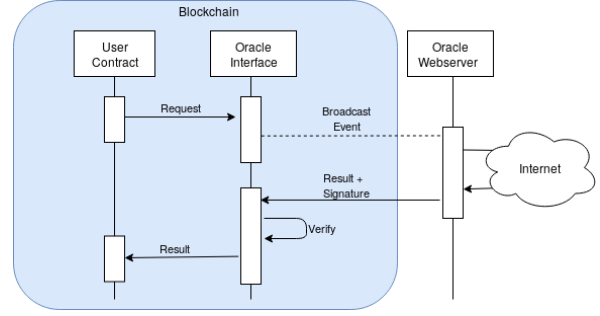 Blockchain
User
Contract
Oracle
Interface
Oracle
Webserver
Request
Broadcast
Event
Internet
Result +
Signature
Verify
Result